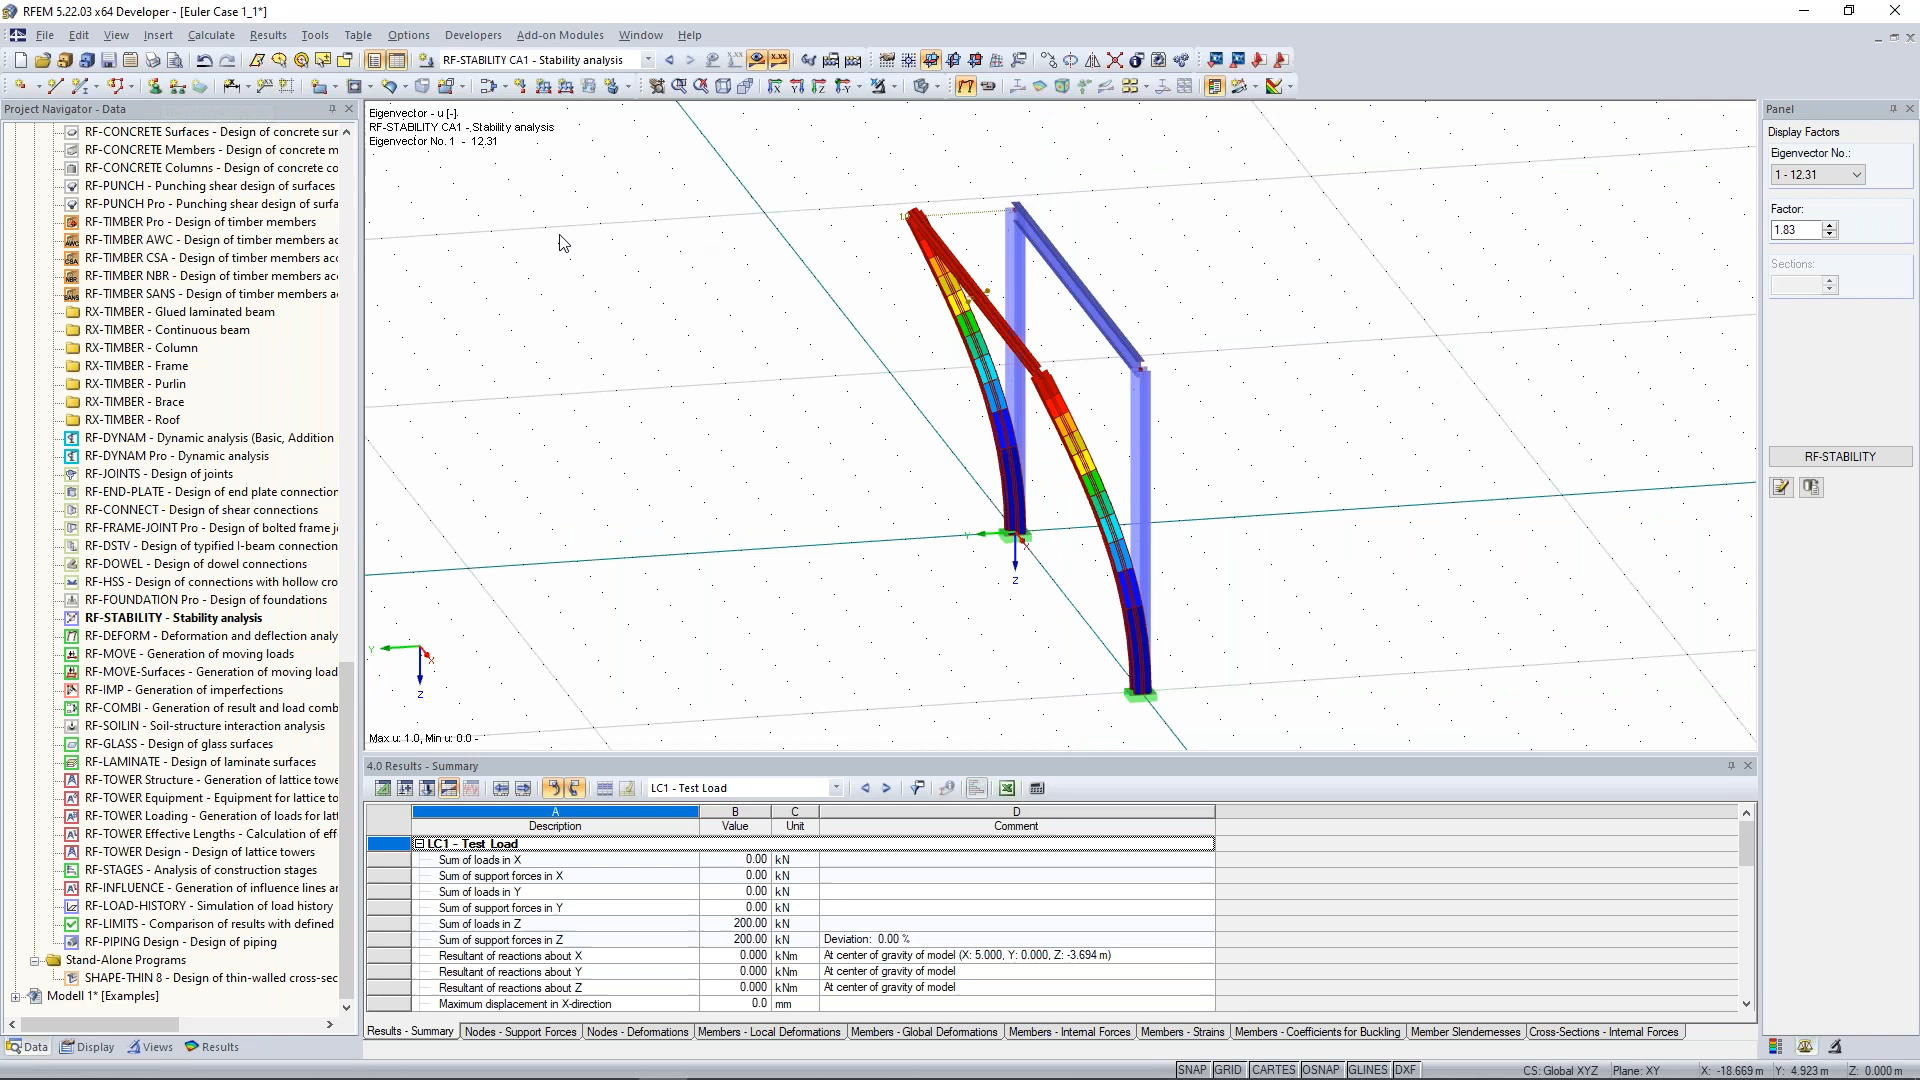 RFEM 5.22.03 x64 Developer - [Euler Case 1_1*]
File Edit View Insert Calculate Results Tools Table Options Developers Add-on Modules Window Help
RF-STABILITY CA1 - Stability analysis
Project Navigator - Data
RF-CONCRETE Surfaces - Design of concrete sur
RF-CONCRETE Members - Design of concrete m
RF-CONCRETE Columns - Design of concrete co
RF-PUNCH - Punching shear design of surfaces
RF-PUNCH Pro - Punching shear design of surfa
RF-TIMBER Pro - Design of timber members
RF-TIMBER AWC - Design of timber members ac
RF-TIMBER CSA - Design of timber members acc
RF-TIMBER NBR - Design of timber members ac
RF-TIMBER SANS - Design of timber members a
RX-TIMBER - Glued laminated beam
RX-TIMBER - Continuous beam
RX-TIMBER - Column
RX-TIMBER - Frame
RX-TIMBER - Purlin
RX-TIMBER - Brace
RX-TIMBER - Roof
RF-DYNAM - Dynamic analysis (Basic, Addition
RF-DYNAM Pro - Dynamic analysis
RF-JOINTS - Design of joints
RF-END-PLATE - Design of end plate connection
RF-CONNECT - Design of shear connections
RF-FRAME-JOINT Pro - Design of bolted frame j
RF-DSTV - Design of typified I-beam connection
RF-DOWEL - Design of dowel connections
RF-HSS - Design of connections with hollow cro
RF-FOUNDATION Pro - Design of foundations
RF-STABILITY - Stability analysis
RF-DEFORM - Deformation and deflection analy
RF-MOVE - Generation of moving loads
RF-MOVE-Surfaces - Generation of moving load
RF-IMP - Generation of imperfections
RF-COMBI - Generation of result and load comb
RF-SOILIN - Soil-structure interaction analysis
RF-GLASS - Design of glass surfaces
RF-LAMINATE - Design of laminate surfaces
RF-TOWER Structure - Generation of lattice towe
RF-TOWER Equipment - Equipment for lattice to
RF-TOWER Loading - Generation of loads for latt
RF-TOWER Effective Lengths - Calculation of eff
RF-TOWER Design - Design of lattice towers
RF-STAGES - Analysis of construction stages
RF-INFLUENCE - Generation of influence lines ar
RF-LOAD-HISTORY - Simulation of load history
RF-LIMITS - Comparison of results with defined
RF-PIPING Design - Design of piping
Stand-Alone Programs
SHAPE-THIN 8 - Design of thin-walled cross-sec
Modell 1* [Examples]
Data Display Views Results
Eigenvector - u [-]
RF-STABILITY CA1 - Stability analysis
Eigenvector No. 1 - 12.31
Y X Z
Y X Z
Max u: 1.0, Min u: 0.0 -
Panel
Display Factors
Eigenvector No.:
1 - 12.31
Factor:
1.83
Sections:
RF-STABILITY
4.0 Results - Summary
LC1 - Test Load
A B C D
Description Value Unit Comment
LC1 - Test Load
Sum of loads in X 0.00 kN
Sum of support forces in X 0.00 kN
Sum of loads in Y 0.00 kN
Sum of support forces in Y 0.00 kN
Sum of loads in Z 200.00 kN
Sum of support forces in Z 200.00 kN Deviation: 0.00 %
Resultant of reactions about X 0.000 kNm At center of gravity of model (X: 5.000, Y: 0.000, Z: -3.694 m)
Resultant of reactions about Y 0.000 kNm At center of gravity of model
Resultant of reactions about Z 0.000 kNm At center of gravity of model
Maximum displacement in X-direction 0.0 mm
Results - Summary Nodes - Support Forces Nodes - Deformations Members - Local Deformations Members - Global Deformations Members - Internal Forces Members - Strains Members - Coefficients for Buckling Member Slendernesses Cross-Sections - Internal Forces
SNAP GRID CARTES OSNAP GLINES DXF CS: Global XYZ Plane: XY X: -18.669 m Y: 4.923 m Z: 0.000 m